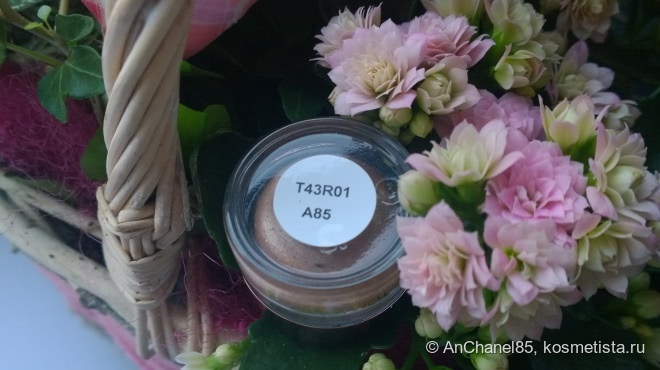 T43R01
A85
© AnChanel85, kosmetista.ru